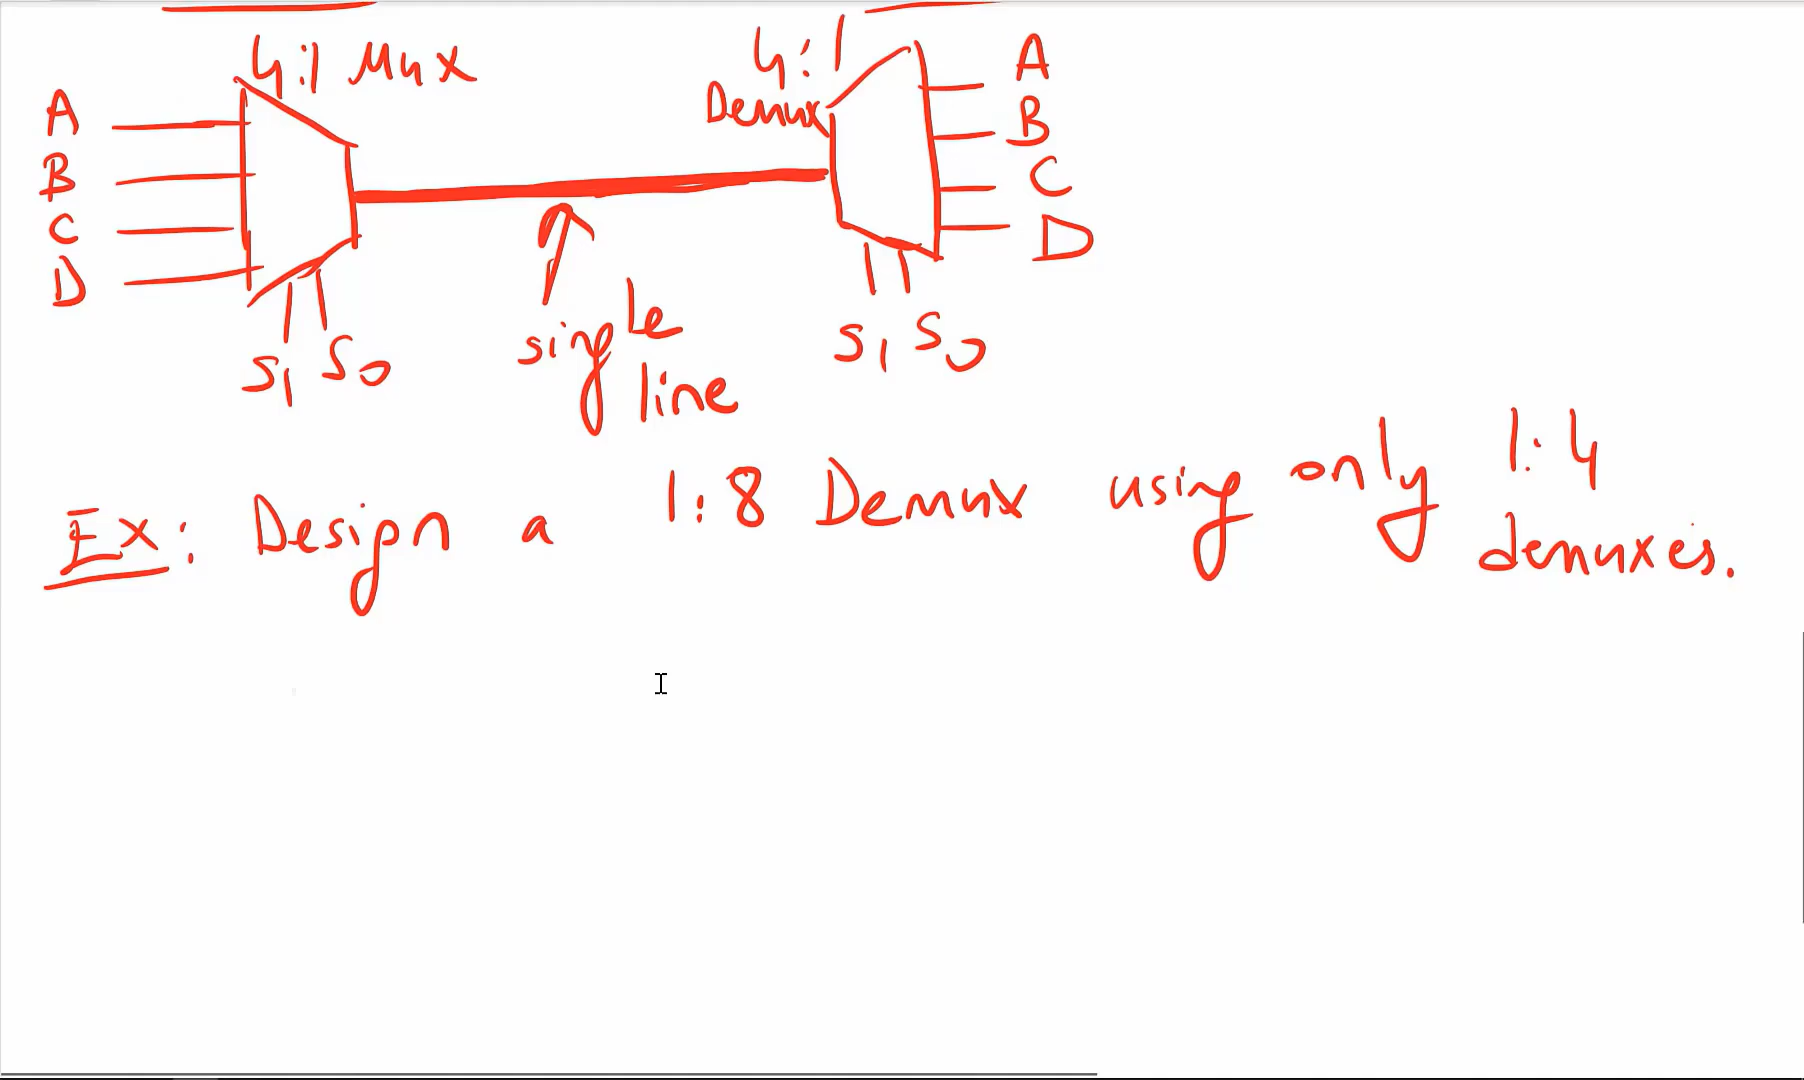 4:1 Mux
4:1
Demux
A
B
C
D
A
B
C
D
S1 S0
single
line
S1 S0
Ex: Design a 1:8 Demux using only 1:4
demuxes.